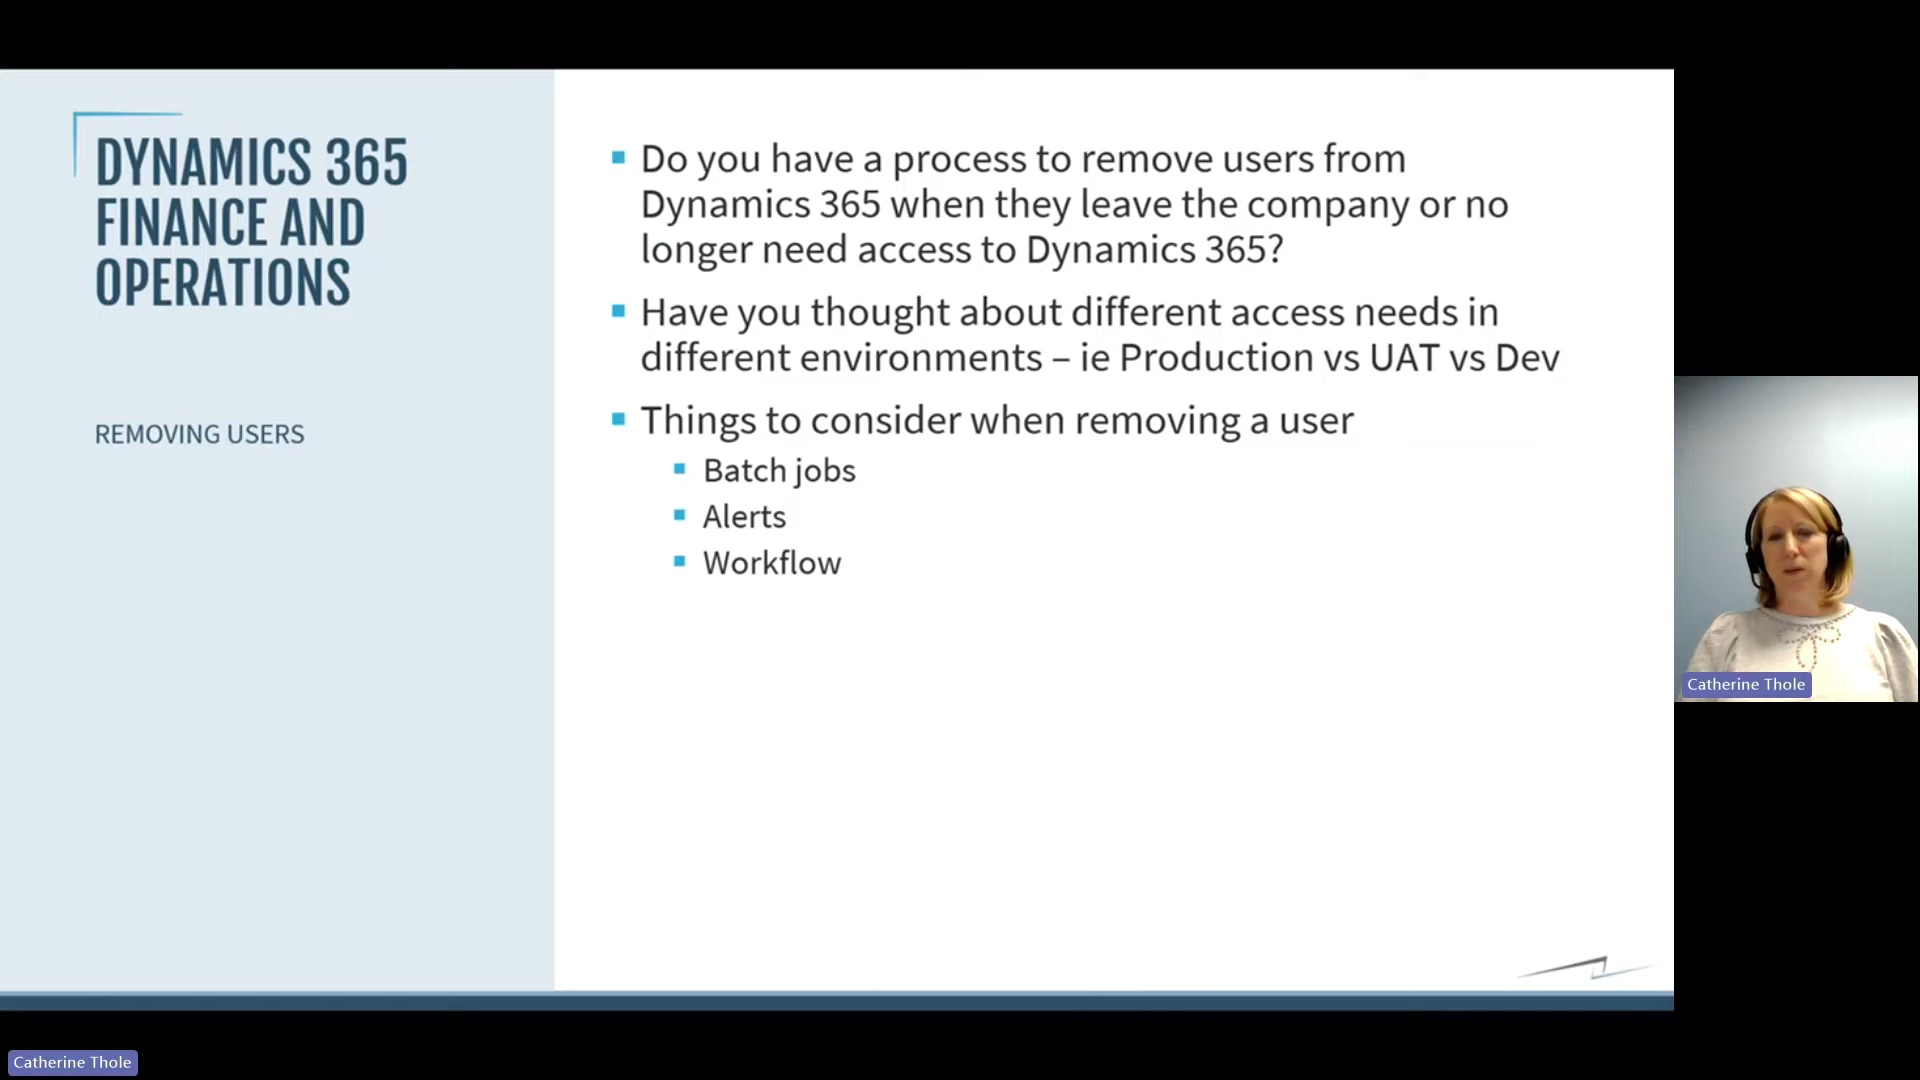 DYNAMICS 365
FINANCE AND
OPERATIONS
REMOVING USERS
Do you have a process to remove users from
Dynamics 365 when they leave the company or no
longer need access to Dynamics 365?
Have you thought about different access needs in
different environments – ie Production vs UAT vs Dev
Things to consider when removing a user
Batch jobs
Alerts
Workflow
Catherine Thole
Catherine Thole